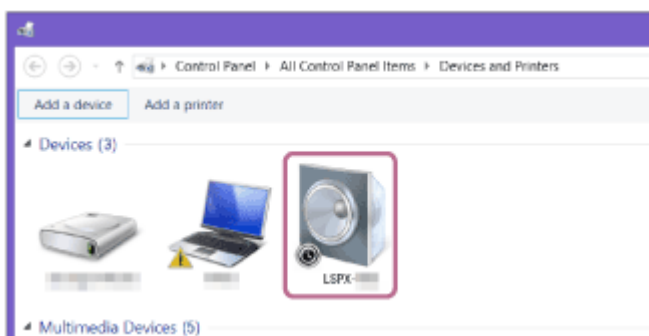 Control Panel ▸ All Control Panel Items ▸ Devices and Printers
Add a device Add a printer
Devices (3)
LSPX-
Multimedia Devices (5)